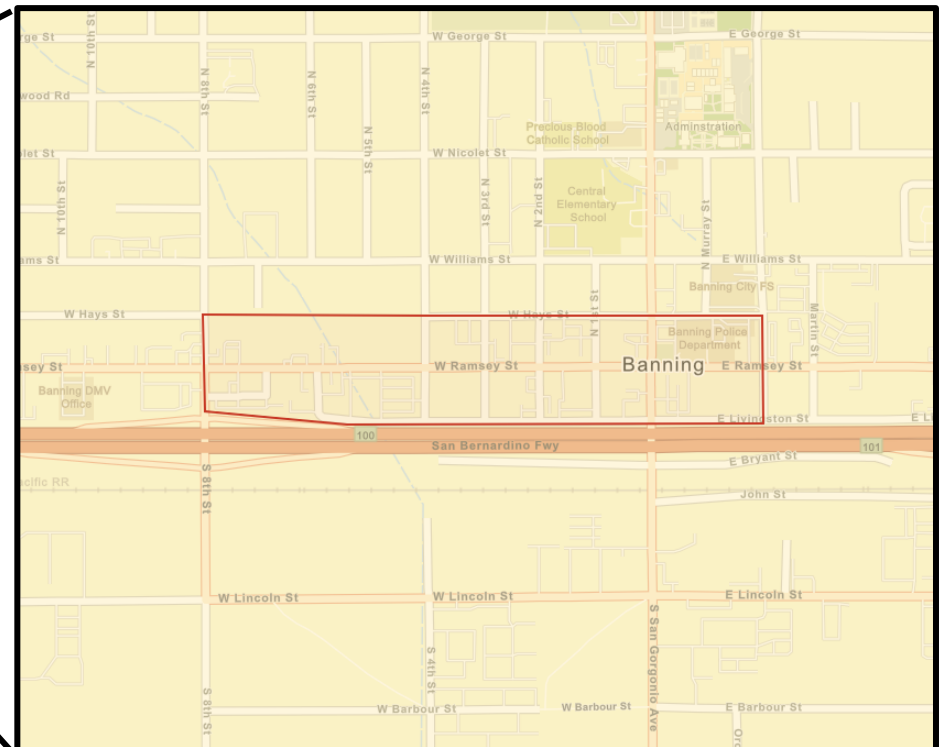 rge St
W George St
E George St
N 10th St
N 8th St
N 6th St
N 4th St
wood Rd
N 5th St
Precious Blood
Catholic School
Adminstration
olet St
W Nicolet St
N 10th St
N 3rd St
N 2nd St
Central
Elementary
School
N Murray St
ams St
W Williams St
E Williams St
Banning City FS
W Hays St
W Hays St
N 1st St
Martin St
Banning Police
Department
sey St
W Ramsey St
Banning
E Ramsey St
Banning DMV
Office
E Livingston St
E Li
100
San Bernardino Fwy
101
E Bryant St
S 8th St
acific RR
John St
W Lincoln St
W Lincoln St
E Lincoln St
S San Gorgonio Ave
S 4th St
S 8th St
W Barbour St
W Barbour St
E Barbour St
Orc